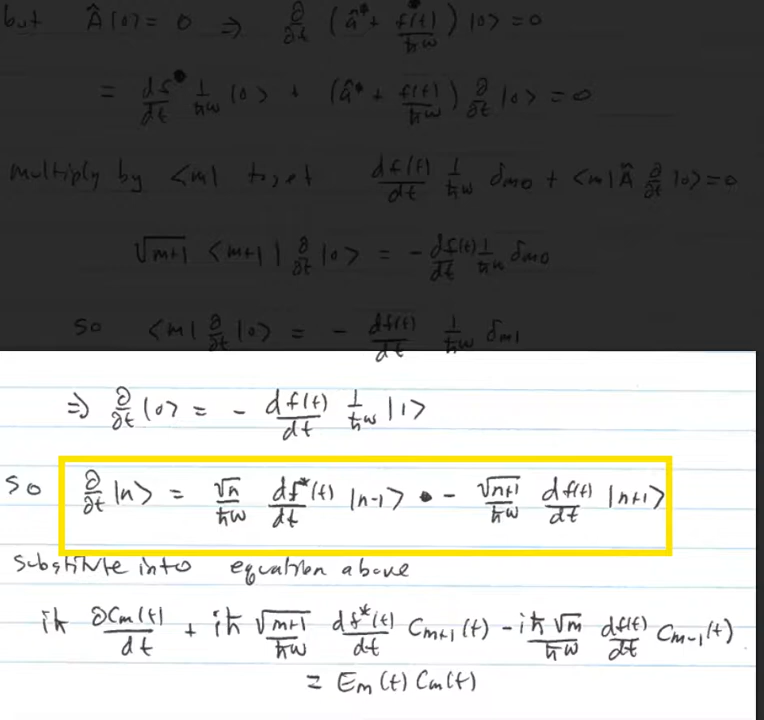 but Â|0> = 0 ⇒ ∂/∂t (â + f(t)/ħω) |0> = 0
= df/dt 1/ħω |0> + (â + f(t)/ħω) ∂/∂t |0> = 0
multiply by <m| to get df(t)/dt 1/ħω δm0 + <m|Â ∂/∂t |0> = 0
√m+1 <m+1| ∂/∂t |0> = - df(t)/dt 1/ħω δm0
so <m| ∂/∂t |0> = - df(t)/dt 1/ħω δm1
⇒ ∂/∂t |0> = - df(t)/dt 1/ħω |1>
so ∂/∂t |n> = √n/ħω df*(t)/dt |n-1> - √n+1/ħω df(t)/dt |n+1>
substitute into equation above
iħ ∂Cm(t)/dt + iħ √m+1/ħω df*(t)/dt Cm+1(t) - iħ √m/ħω df(t)/dt Cm-1(t)
= Em(t) Cm(t)